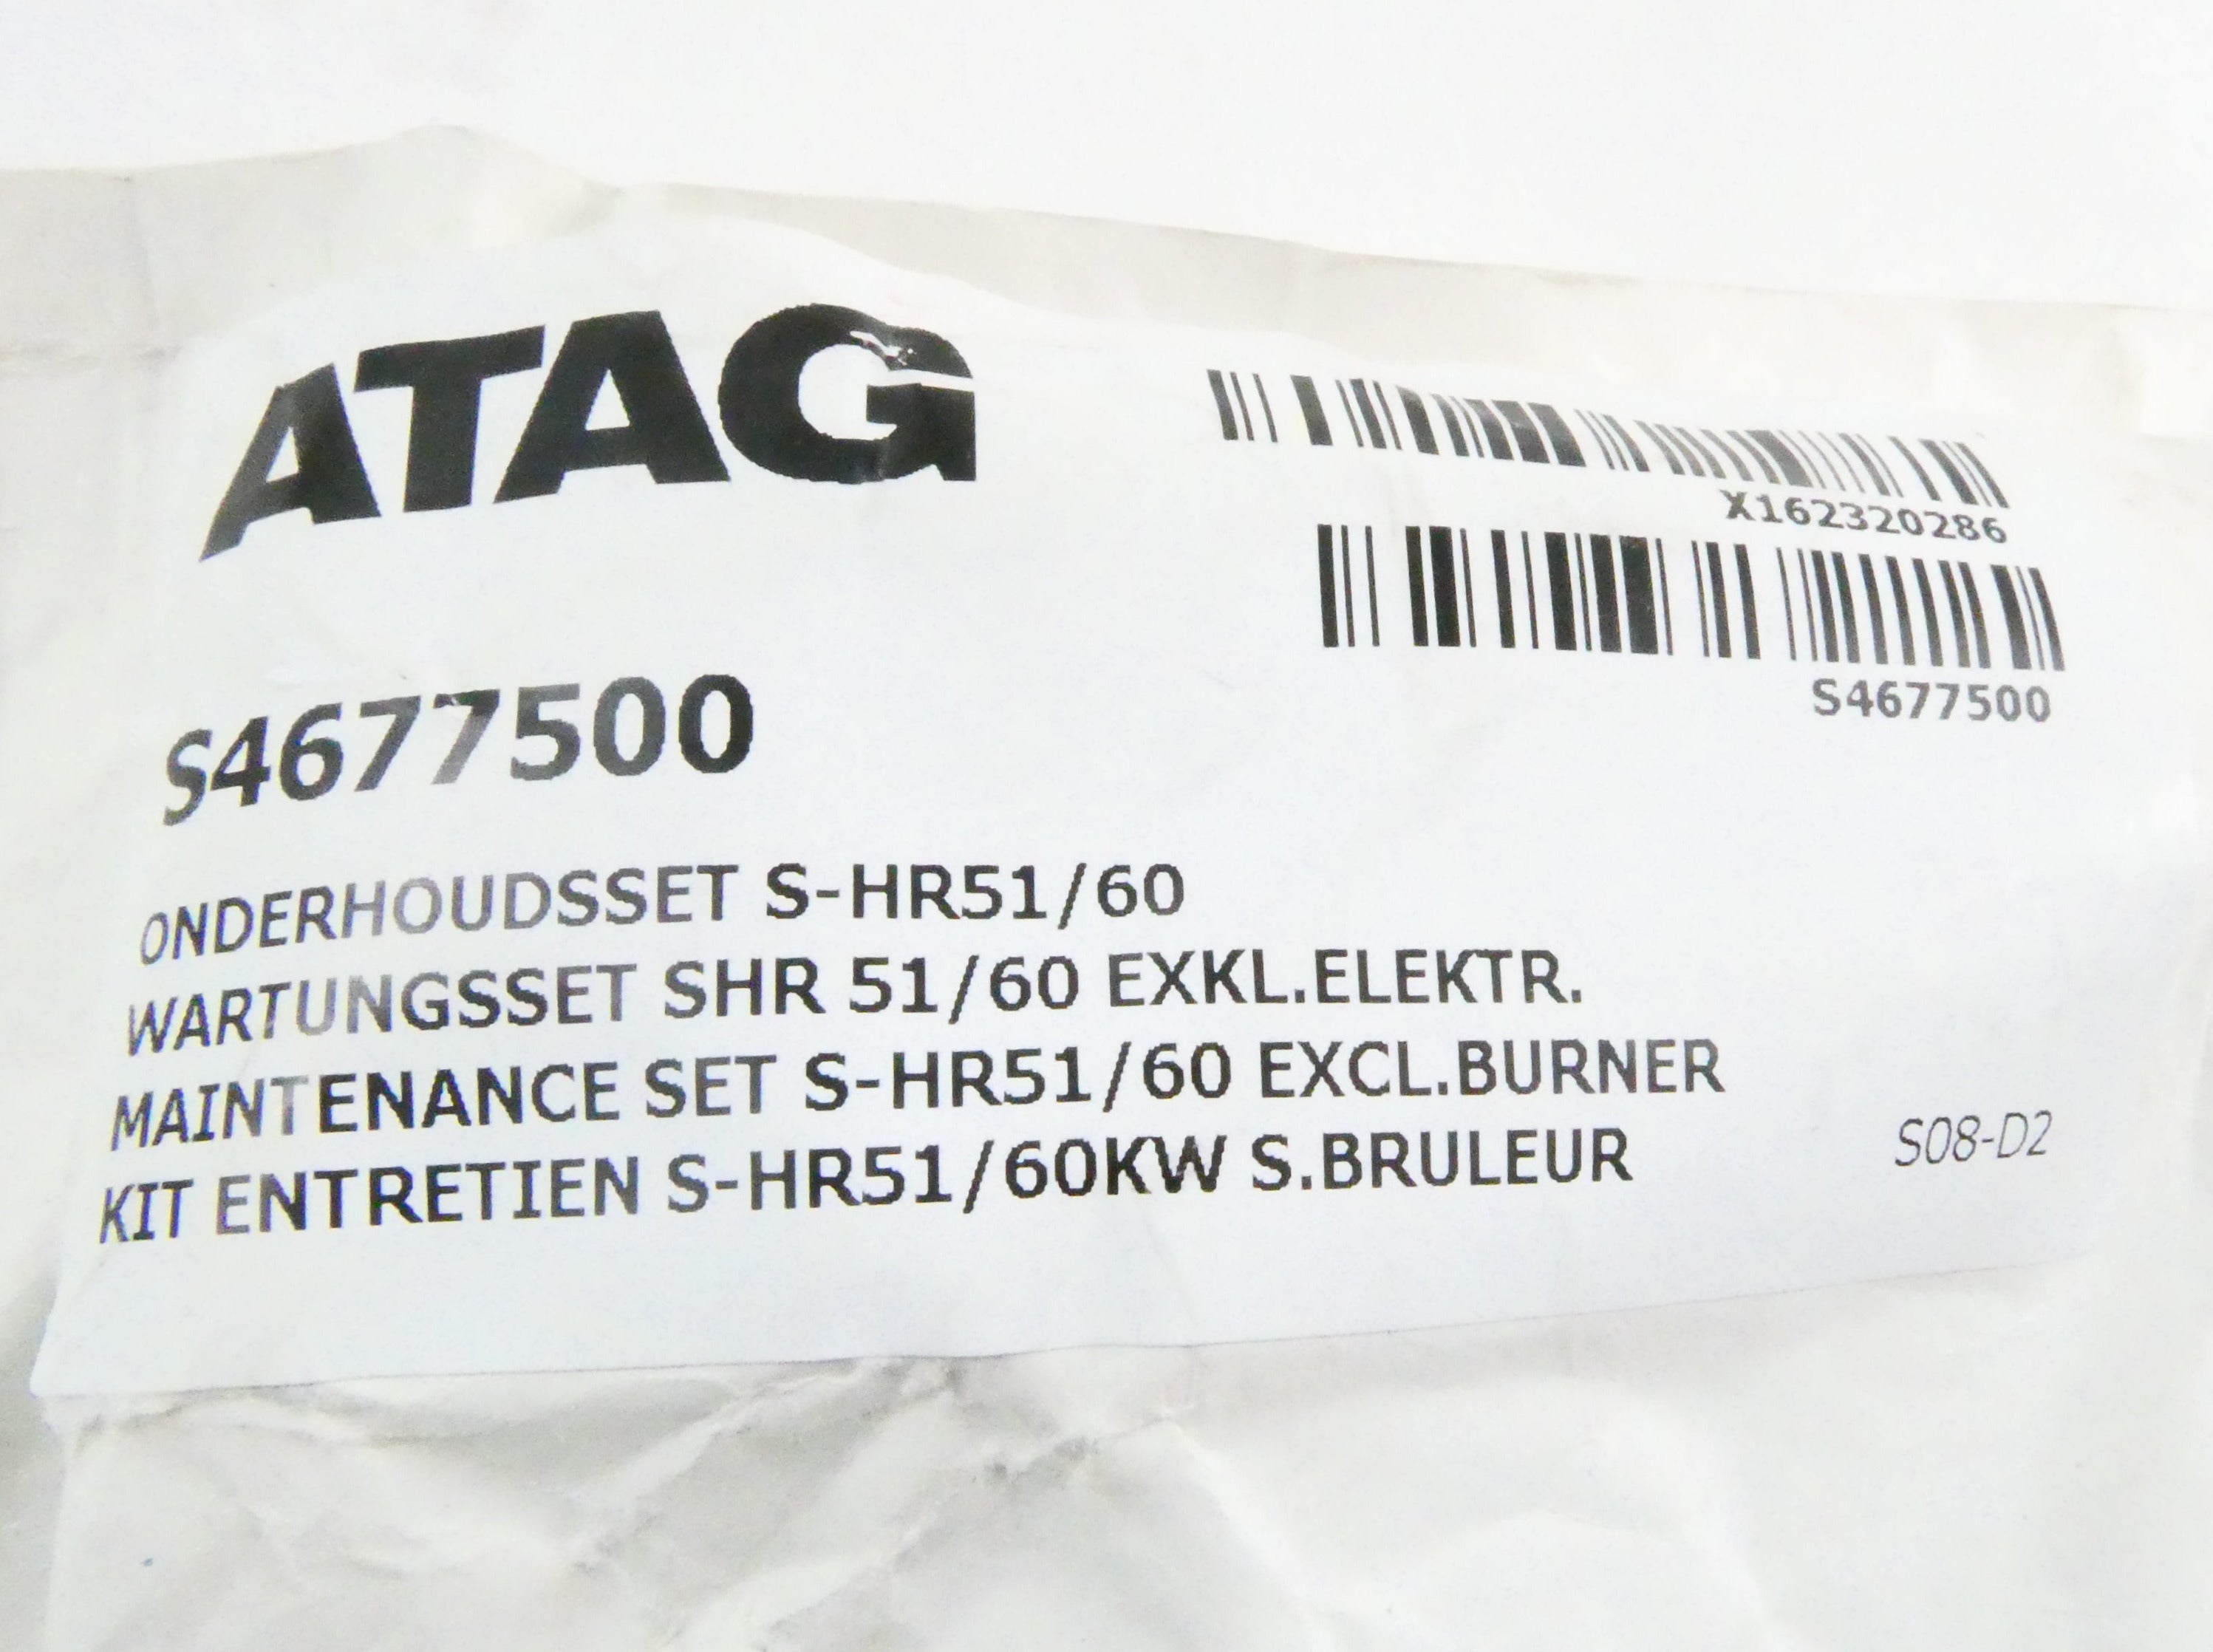 ATAG
X162320286
S4677500
S4677500
ONDERHOUDSSET S-HR51/60
WARTUNGSSET SHR 51/60 EXKL.ELEKTR.
MAINTENANCE SET S-HR51/60 EXCL.BURNER
KIT ENTRETIEN S-HR51/60KW S.BRULEUR
S08-D2